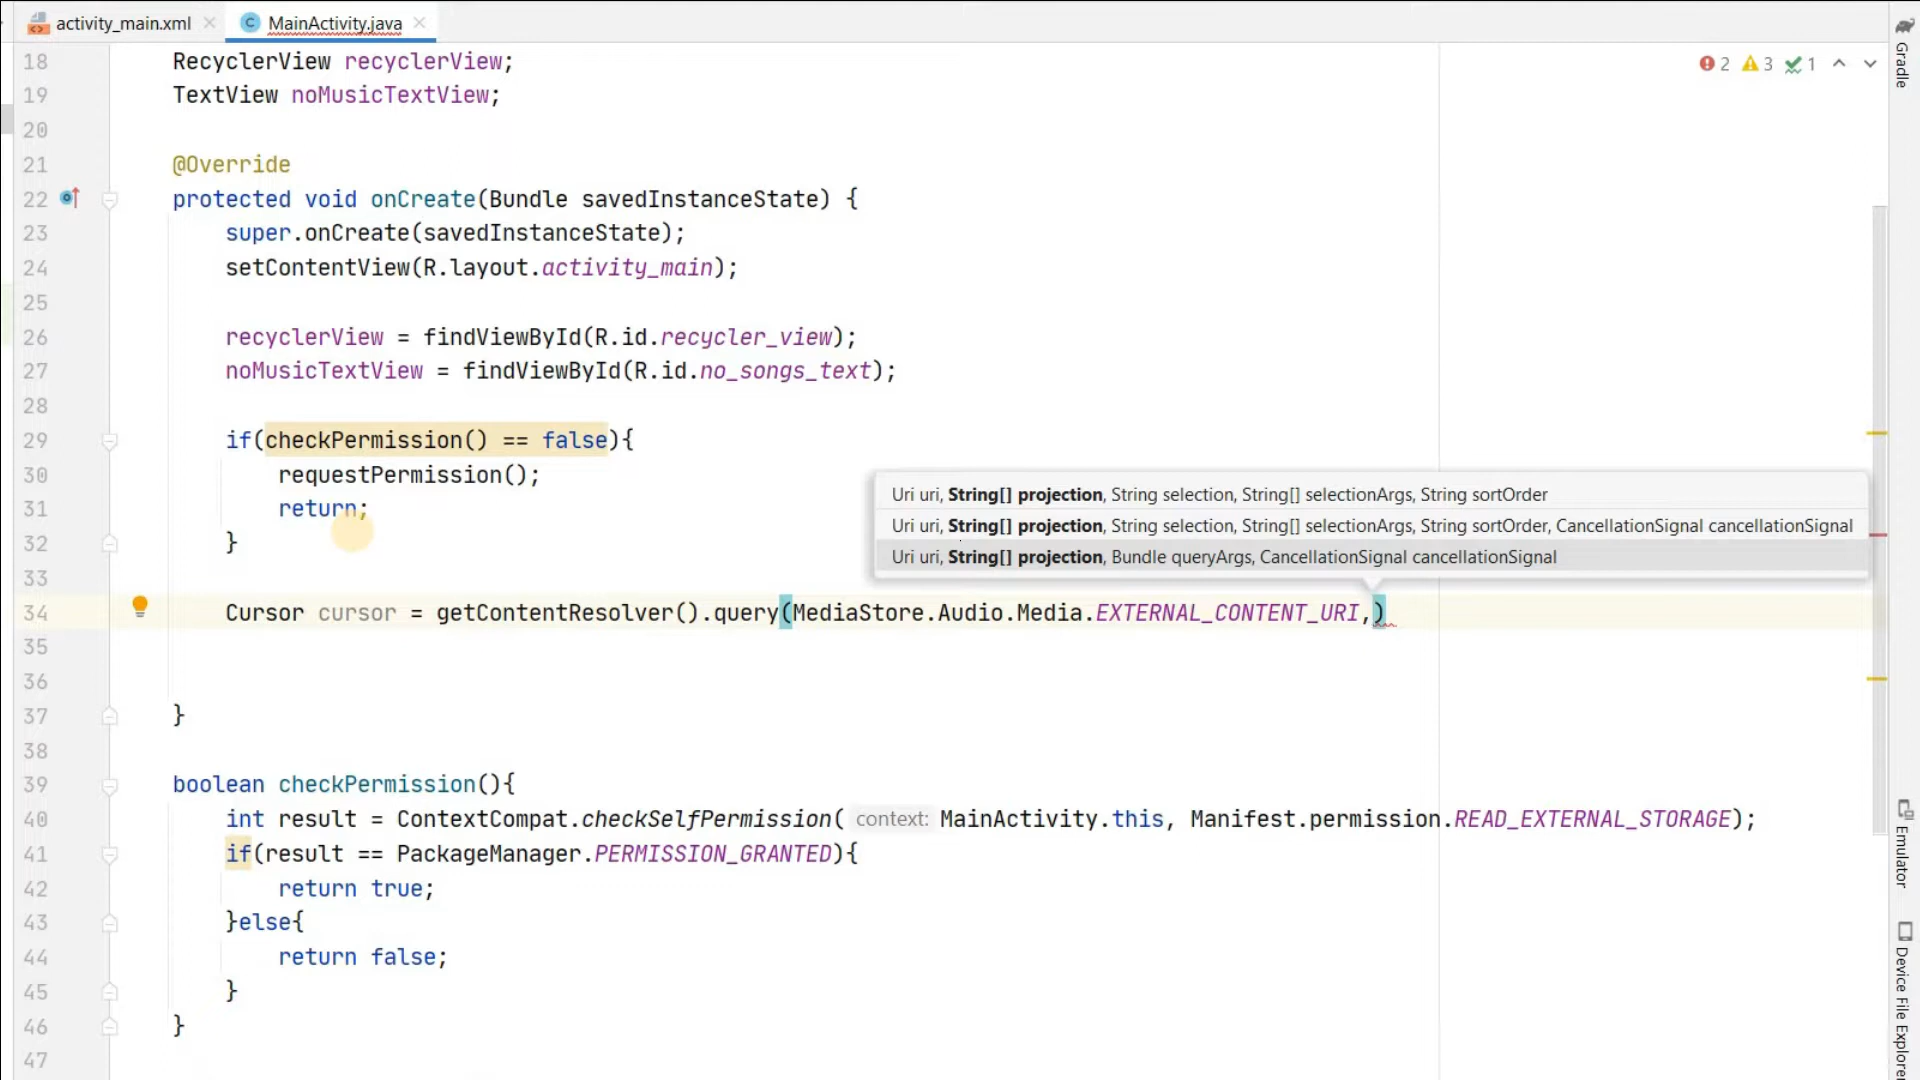 activity_main.xml
MainActivity.java
2 3 1
18 RecyclerView recyclerView;
19 TextView noMusicTextView;
20
21 @Override
22 protected void onCreate(Bundle savedInstanceState) {
23 super.onCreate(savedInstanceState);
24 setContentView(R.layout.activity_main);
25
26 recyclerView = findViewById(R.id.recycler_view);
27 noMusicTextView = findViewById(R.id.no_songs_text);
28
29 if(checkPermission() == false){
30 requestPermission();
31 return;
32 }
33
Uri uri, String[] projection, String selection, String[] selectionArgs, String sortOrder
Uri uri, String[] projection, String selection, String[] selectionArgs, String sortOrder, CancellationSignal cancellationSignal
Uri uri, String[] projection, Bundle queryArgs, CancellationSignal cancellationSignal
34 Cursor cursor = getContentResolver().query(MediaStore.Audio.Media.EXTERNAL_CONTENT_URI,)
35
36
37 }
38
39 boolean checkPermission(){
40 int result = ContextCompat.checkSelfPermission( context: MainActivity.this, Manifest.permission.READ_EXTERNAL_STORAGE);
41 if(result == PackageManager.PERMISSION_GRANTED){
42 return true;
43 }else{
44 return false;
45 }
46 }
47
Gradle
Emulator
Device File Explorer